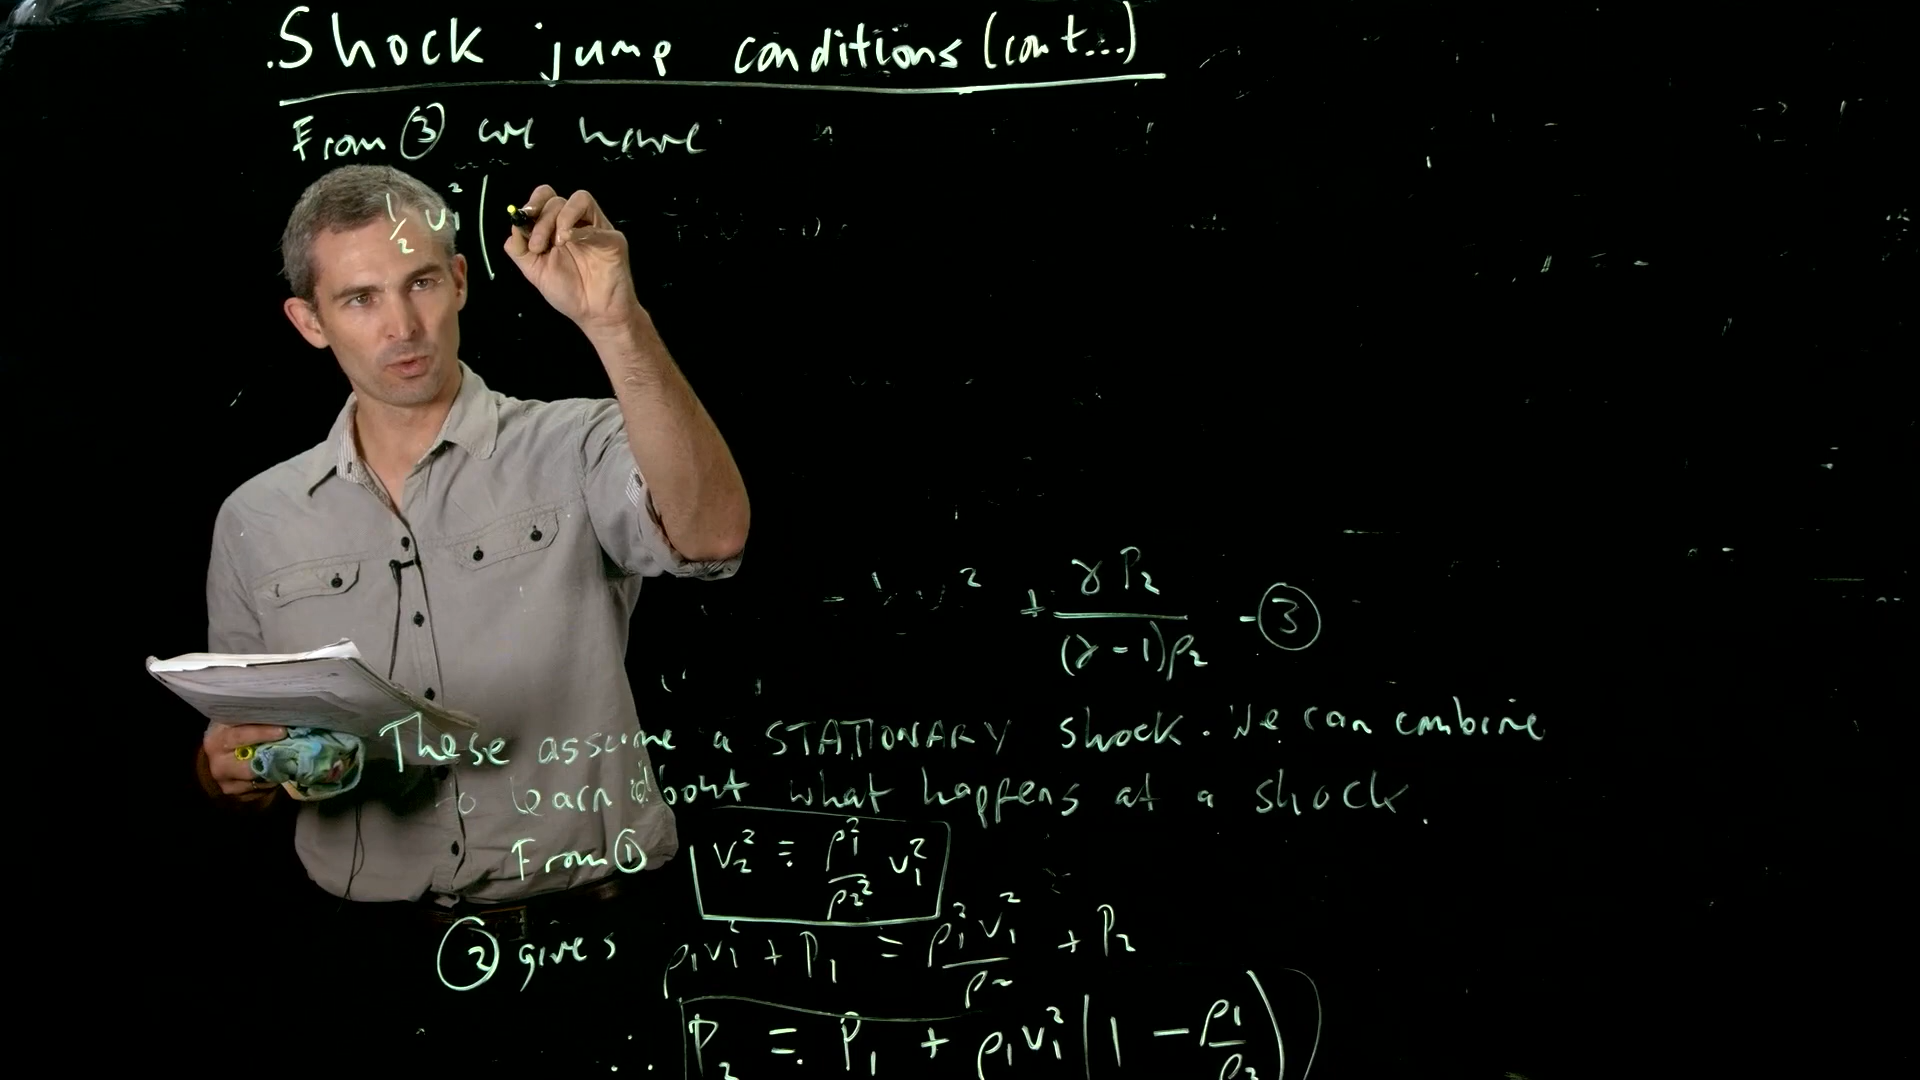 Shock jump conditions (cont...)
From ③ we have
½ v₁² (
+ γP₂ / (γ-1)ρ₂ - ③
These assume a STATIONARY shock. We can combine
to learn about what happens at a shock.
From ① v₂² = ρ₁²/ρ₂² v₁²
② gives ρ₁v₁² + P₁ = ρ₁²v₁²/ρ₂ + P₂
∴ P₂ = P₁ + ρ₁v₁² (1 - ρ₁/ρ₂)